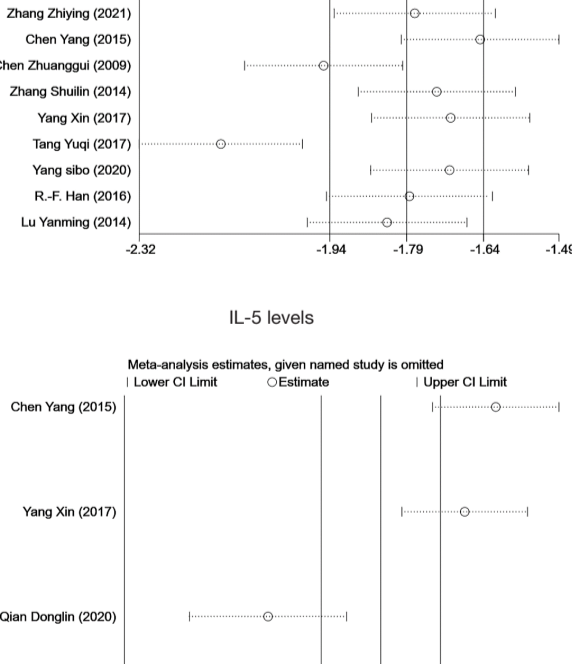 Zhang Zhiying (2021)
Chen Yang (2015)
hen Zhuanggui (2009)
Zhang Shuilin (2014)
Yang Xin (2017)
Tang Yuqi (2017)
Yang sibo (2020)
R.-F. Han (2016)
Lu Yanming (2014)
-2.32 -1.94 -1.79 -1.64 -1.49
IL-5 levels
Meta-analysis estimates, given named study is omitted
Lower CI Limit Estimate Upper CI Limit
Chen Yang (2015)
Yang Xin (2017)
Qian Donglin (2020)